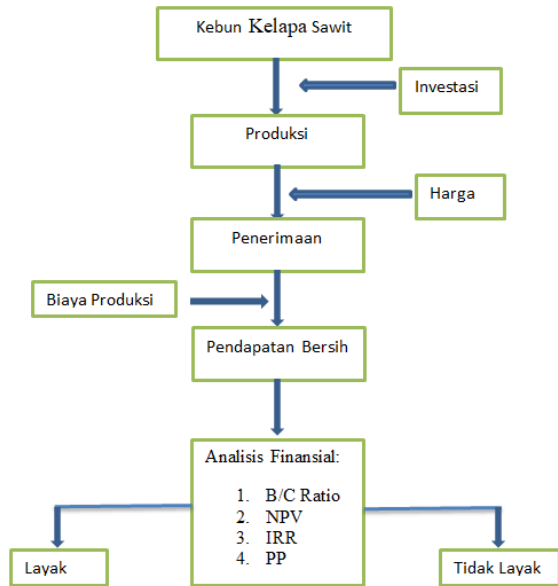 Kebun Kelapa Sawit
Investasi
Produksi
Harga
Penerimaan
Biaya Produksi
Pendapatan Bersih
Analisis Finansial:
1. B/C Ratio
2. NPV
3. IRR
4. PP
Layak
Tidak Layak